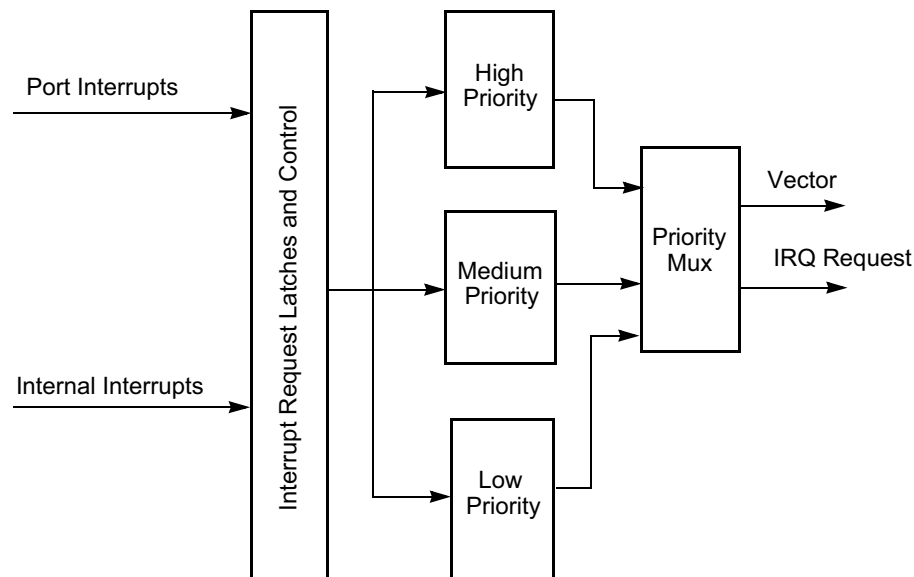 Port Interrupts
Internal Interrupts
Interrupt Request Latches and Control
High
Priority
Medium
Priority
Low
Priority
Priority
Mux
Vector
IRQ Request